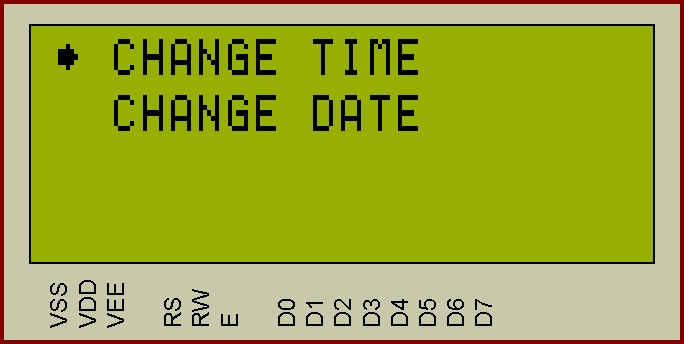 CHANGE TIME
CHANGE DATE
VSS VDD VEE RS RW E D0 D1 D2 D3 D4 D5 D6 D7